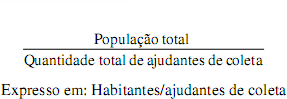 População total
Quantidade total de ajudantes de coleta
Expresso em: Habitantes/ajudantes de coleta